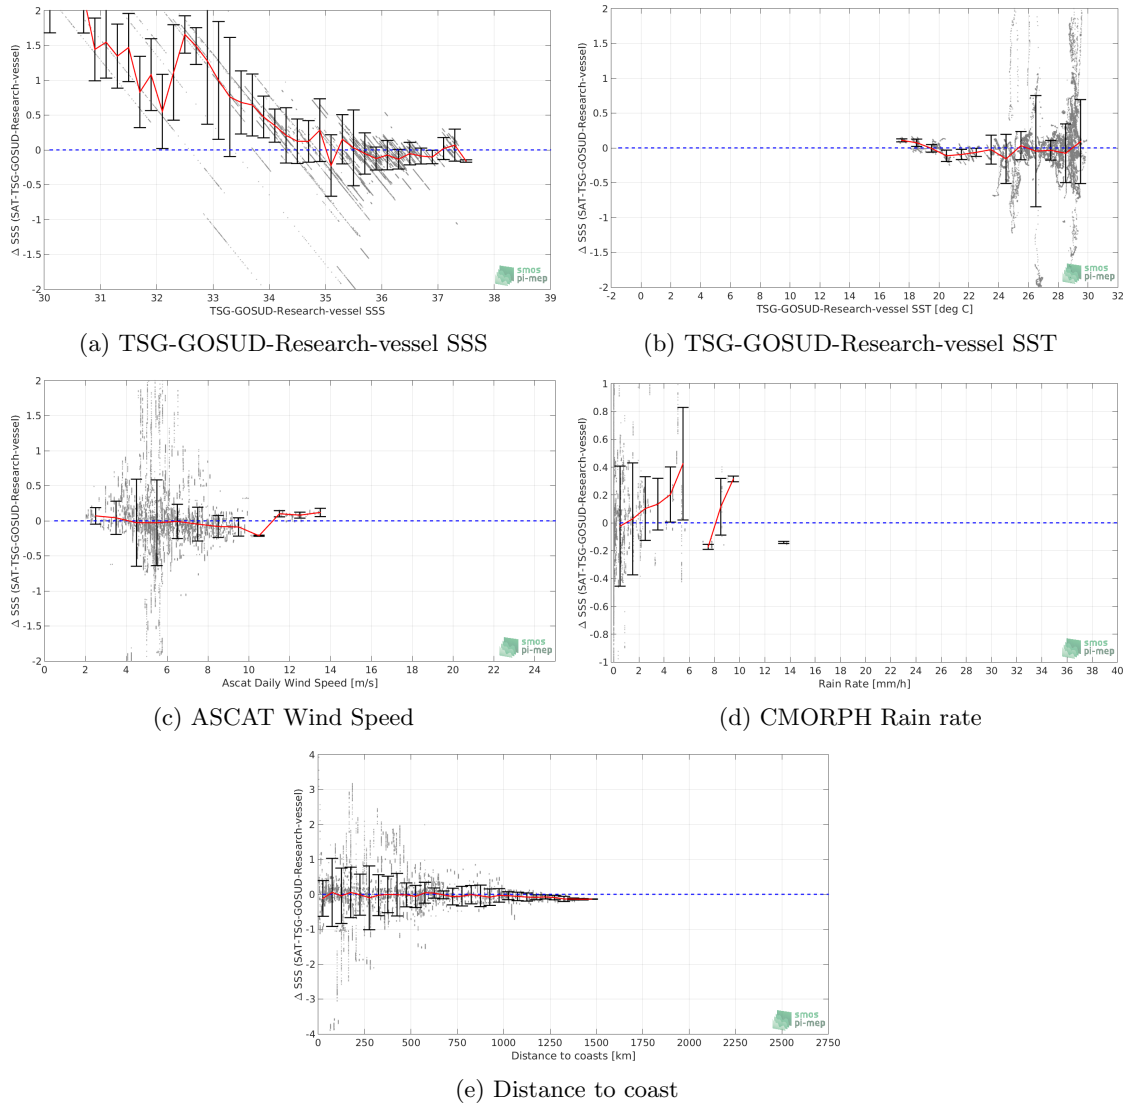 2
1.5
1
0.5
0
-0.5
-1
-1.5
-2
Δ SSS (SAT-TSG-GOSUD-Research-vessel)
30 31 32 33 34 35 36 37 38 39
TSG-GOSUD-Research-vessel SSS
smos
pi-mep
(a) TSG-GOSUD-Research-vessel SSS
2
1.5
1
0.5
0
-0.5
-1
-1.5
-2
Δ SSS (SAT-TSG-GOSUD-Research-vessel)
-2 0 2 4 6 8 10 12 14 16 18 20 22 24 26 28 30 32
TSG-GOSUD-Research-vessel SST [deg C]
smos
pi-mep
(b) TSG-GOSUD-Research-vessel SST
2
1.5
1
0.5
0
-0.5
-1
-1.5
-2
Δ SSS (SAT-TSG-GOSUD-Research-vessel)
0 2 4 6 8 10 12 14 16 18 20 22 24
Ascat Daily Wind Speed [m/s]
smos
pi-mep
(c) ASCAT Wind Speed
1
0.8
0.6
0.4
0.2
0
-0.2
-0.4
-0.6
-0.8
-1
Δ SSS (SAT-TSG-GOSUD-Research-vessel)
0 2 4 6 8 10 12 14 16 18 20 22 24 26 28 30 32 34 36 38 40
Rain Rate [mm/h]
smos
pi-mep
(d) CMORPH Rain rate
4
3
2
1
0
-1
-2
-3
-4
Δ SSS (SAT-TSG-GOSUD-Research-vessel)
0 250 500 750 1000 1250 1500 1750 2000 2250 2500 2750
Distance to coasts [km]
smos
pi-mep
(e) Distance to coast